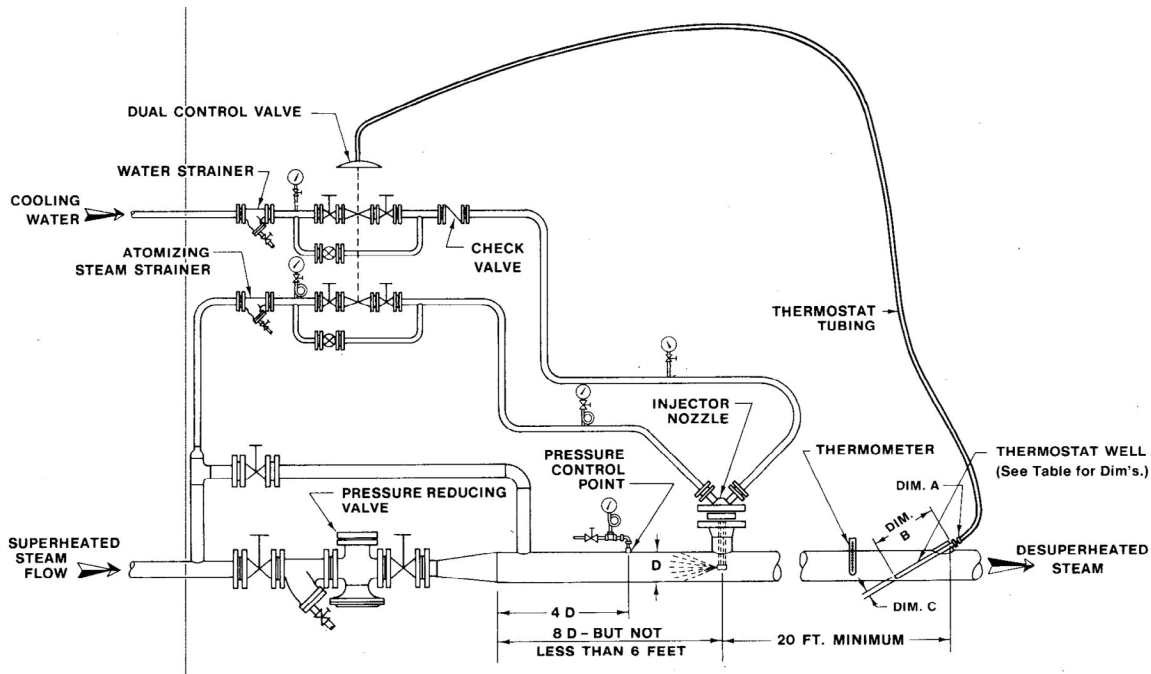 DUAL CONTROL VALVE
WATER STRAINER
COOLING
WATER
ATOMIZING
STEAM STRAINER
CHECK
VALVE
THERMOSTAT
TUBING
INJECTOR
NOZZLE
THERMOMETER
THERMOSTAT WELL
(See Table for Dim's.)
PRESSURE
CONTROL
POINT
DIM. A
DIM.
B
PRESSURE REDUCING
VALVE
SUPERHEATED
STEAM
FLOW
D
DESUPERHEATED
STEAM
DIM. C
4 D
8 D - BUT NOT
LESS THAN 6 FEET
20 FT. MINIMUM